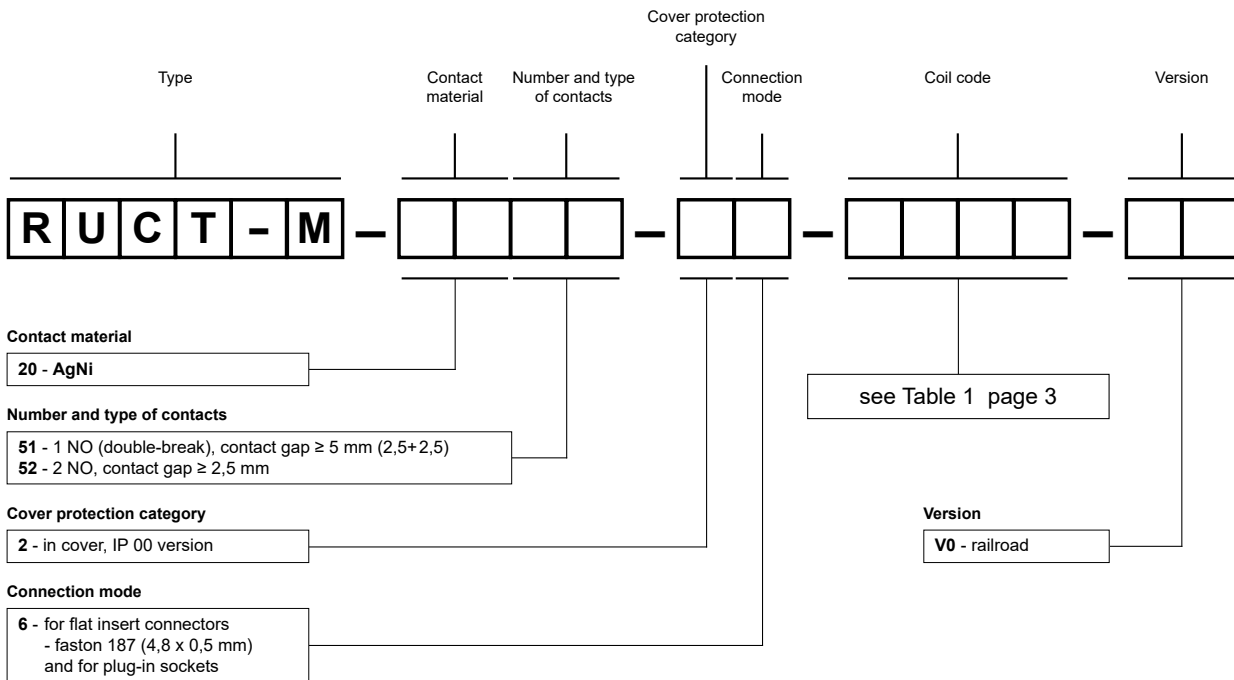 Cover protection
category
Type
Contact
material
Number and type
of contacts
Connection
mode
Coil code
Version
R U C T - M – – – –
Contact material
20 - AgNi
see Table 1 page 3
Number and type of contacts
51 - 1 NO (double-break), contact gap ≥ 5 mm (2,5+2,5)
52 - 2 NO, contact gap ≥ 2,5 mm
Cover protection category
2 - in cover, IP 00 version
Version
V0 - railroad
Connection mode
6 - for flat insert connectors
- faston 187 (4,8 x 0,5 mm)
and for plug-in sockets